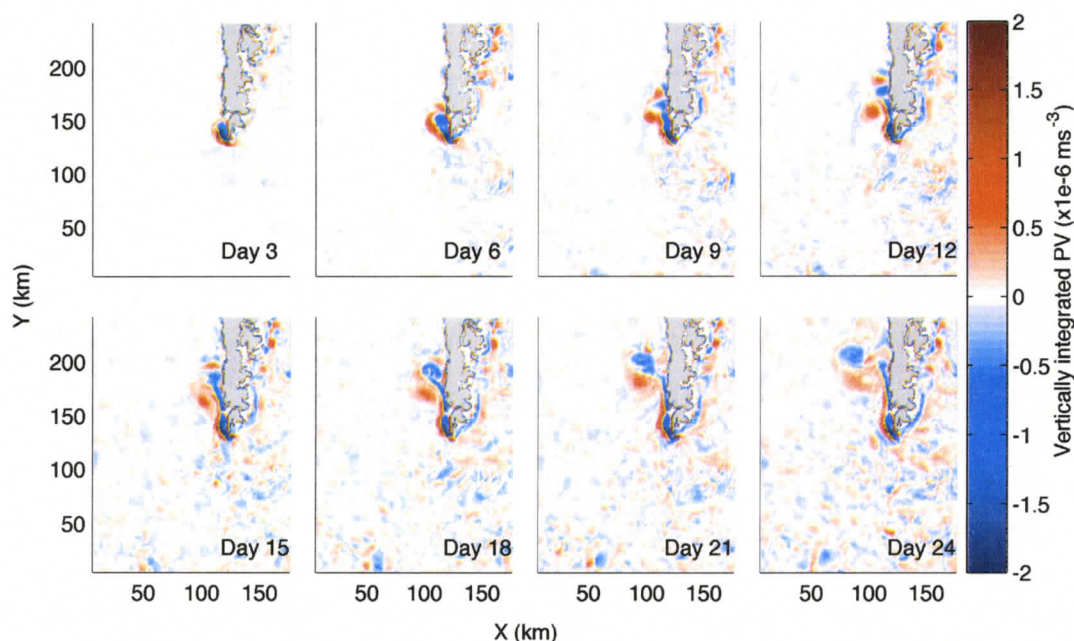 200
150
100
50
Day 3
Day 6
Day 9
Day 12
Y (km)
200
150
100
50
Day 15
Day 18
Day 21
Day 24
50 100 150
50 100 150
50 100 150
50 100 150
X (km)
2
1.5
1
0.5
0
-0.5
-1
-1.5
-2
Vertically integrated PV (x1e-6 ms⁻³)